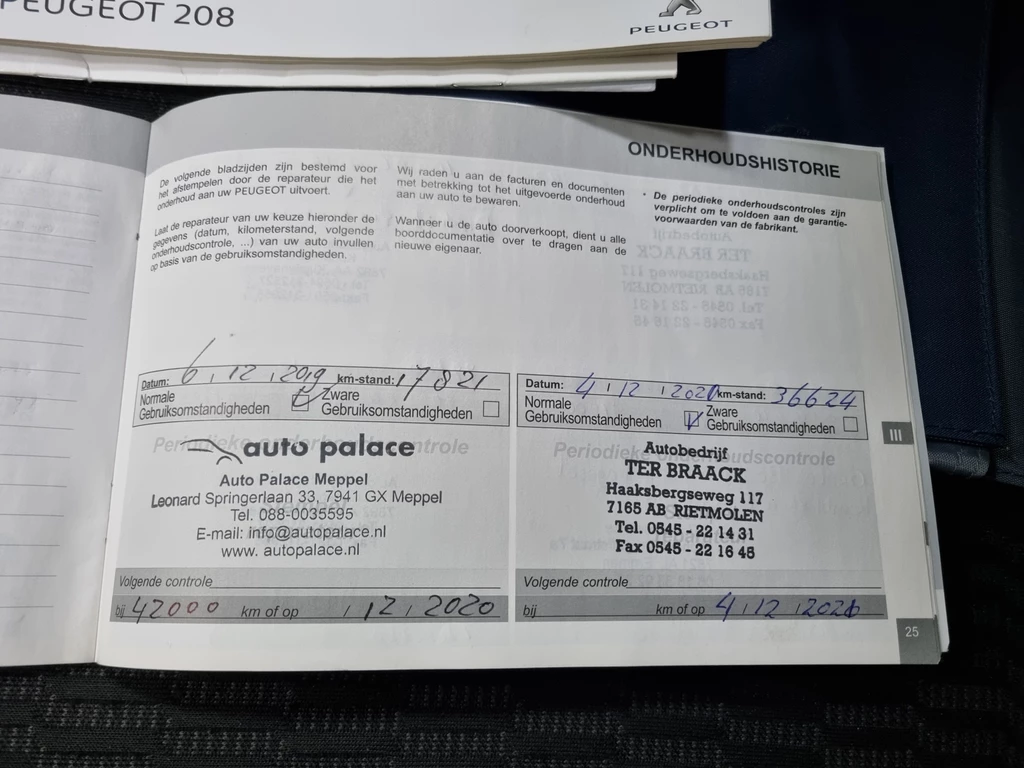 PEUGEOT 208
PEUGEOT
ONDERHOUDSHISTORIE
De volgende bladzijden zijn bestemd voor
het afstempelen door de reparateur die het
onderhoud aan uw PEUGEOT uitvoert.
Laat de reparateur van uw keuze hieronder de
gegevens (datum, kilometerstand, volgende
onderhoudscontrole, ...) van uw auto invullen
op basis van de gebruiksomstandigheden.
Wij raden u aan de facturen en documenten
met betrekking tot het uitgevoerde onderhoud
aan uw auto te bewaren.
Wanneer u de auto doorverkoopt, dient u alle
boorddocumentatie over te dragen aan de
nieuwe eigenaar.
• De periodieke onderhoudscontroles zijn
verplicht om te voldoen aan de garantie-
voorwaarden van de fabrikant.
Datum: 6 12 2019 km-stand: 17821
Normale
Gebruiksomstandigheden
Zware
Gebruiksomstandigheden
Periodieke onderhoudscontrole
auto palace
Auto Palace Meppel
Leonard Springerlaan 33, 7941 GX Meppel
Tel. 088-0035595
E-mail: info@autopalace.nl
www. autopalace.nl
Volgende controle
bij 42000 km of op 12 2020
Datum: 4 12 2020 km-stand: 36624
Normale
Gebruiksomstandigheden
Zware
Gebruiksomstandigheden
Periodieke onderhoudscontrole
Autobedrijf
TER BRAACK
Haaksbergseweg 117
7165 AB RIETMOLEN
Tel. 0545 - 22 14 31
Fax 0545 - 22 16 45
Volgende controle
bij km of op 4 12 2021
III
25